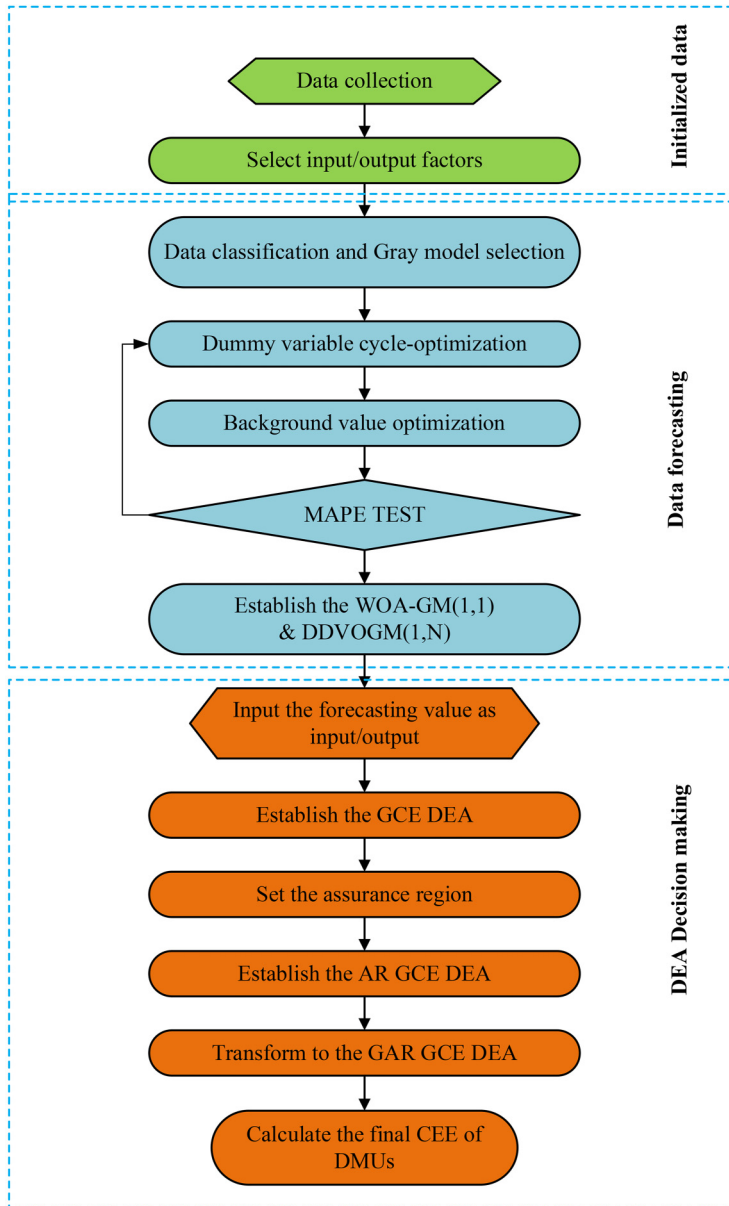 Data collection
Select input/output factors
Initialized data
Data classification and Gray model selection
Dummy variable cycle-optimization
Background value optimization
MAPE TEST
Establish the WOA-GM(1,1)
& DDVOGM(1,N)
Data forecasting
Input the forecasting value as
input/output
Establish the GCE DEA
Set the assurance region
Establish the AR GCE DEA
Transform to the GAR GCE DEA
Calculate the final CEE of
DMUs
DEA Decision making